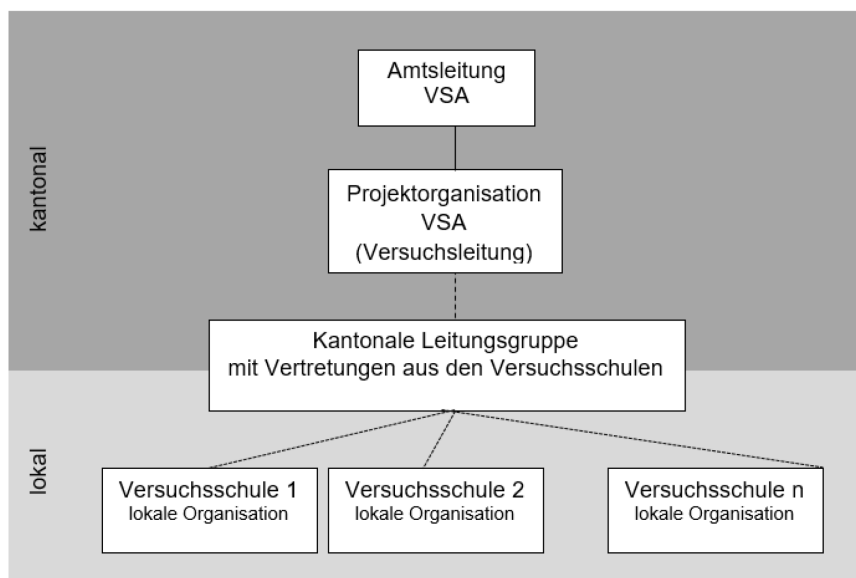 Amtsleitung
VSA
kantonal
Projektorganisation
VSA
(Versuchsleitung)
Kantonale Leitungsgruppe
mit Vertretungen aus den Versuchsschulen
lokal
Versuchsschule 1
lokale Organisation
Versuchsschule 2
lokale Organisation
Versuchsschule n
lokale Organisation